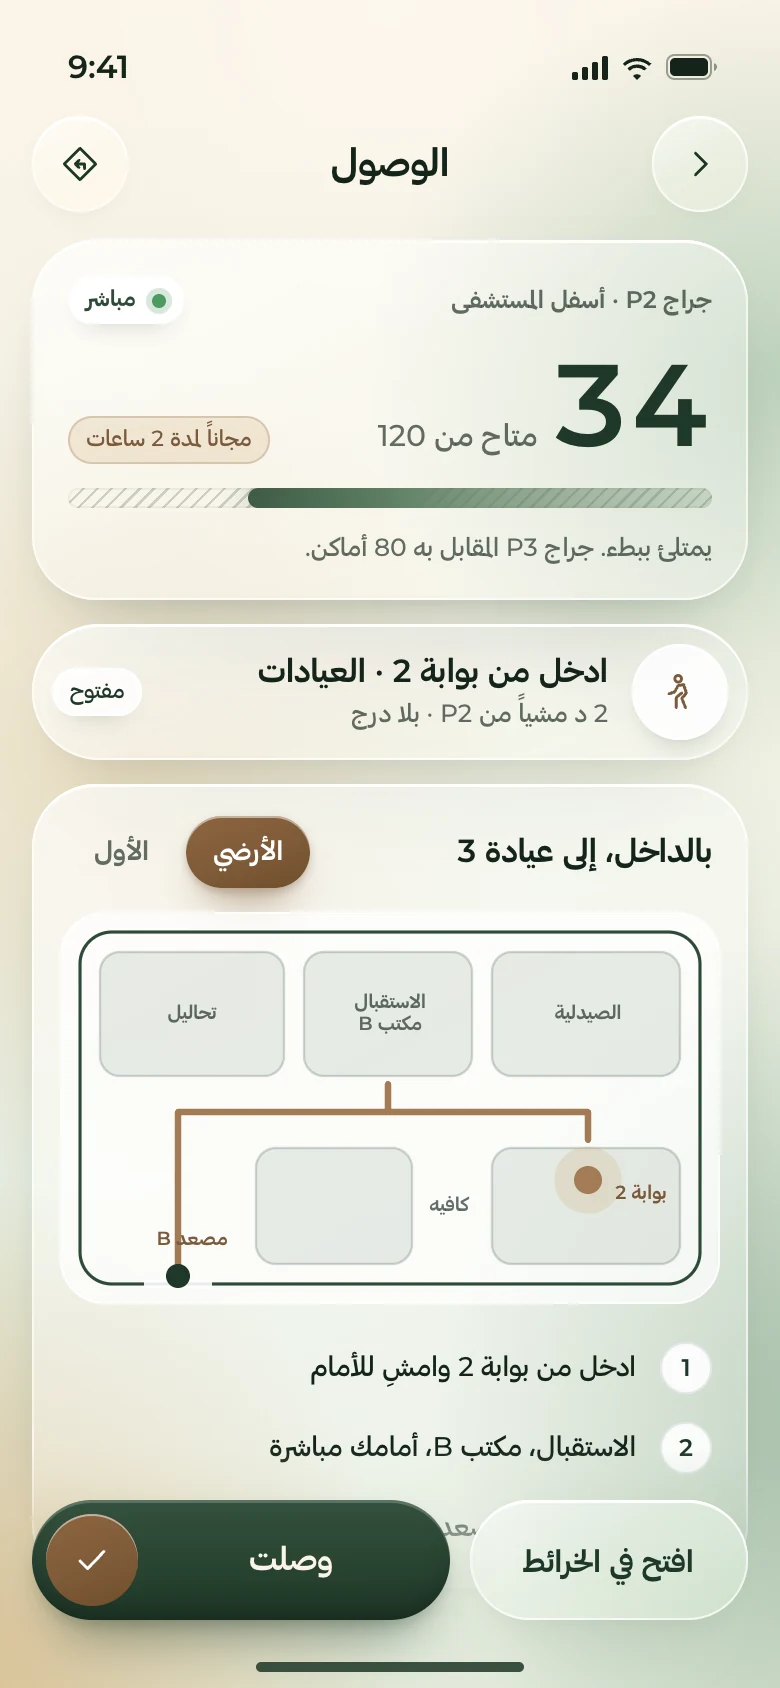 9:41
الوصول
جراج P2 · أسفل المستشفى
مباشر
34 متاح من 120
مجاناً لمدة 2 ساعات
يمتلئ ببطء. جراج P3 المقابل به 80 أماكن.
ادخل من بوابة 2 · العيادات
2 د مشياً من P2 · بلا درج
مفتوح
بالداخل، إلى عيادة 3
الأرضي
الأول
الصيدلية
الاستقبال
مكتب B
تحاليل
بوابة 2
كافيه
مصعد B
1 ادخل من بوابة 2 وامشِ للأمام
2 الاستقبال، مكتب B، أمامك مباشرة
افتح في الخرائط
وصلت